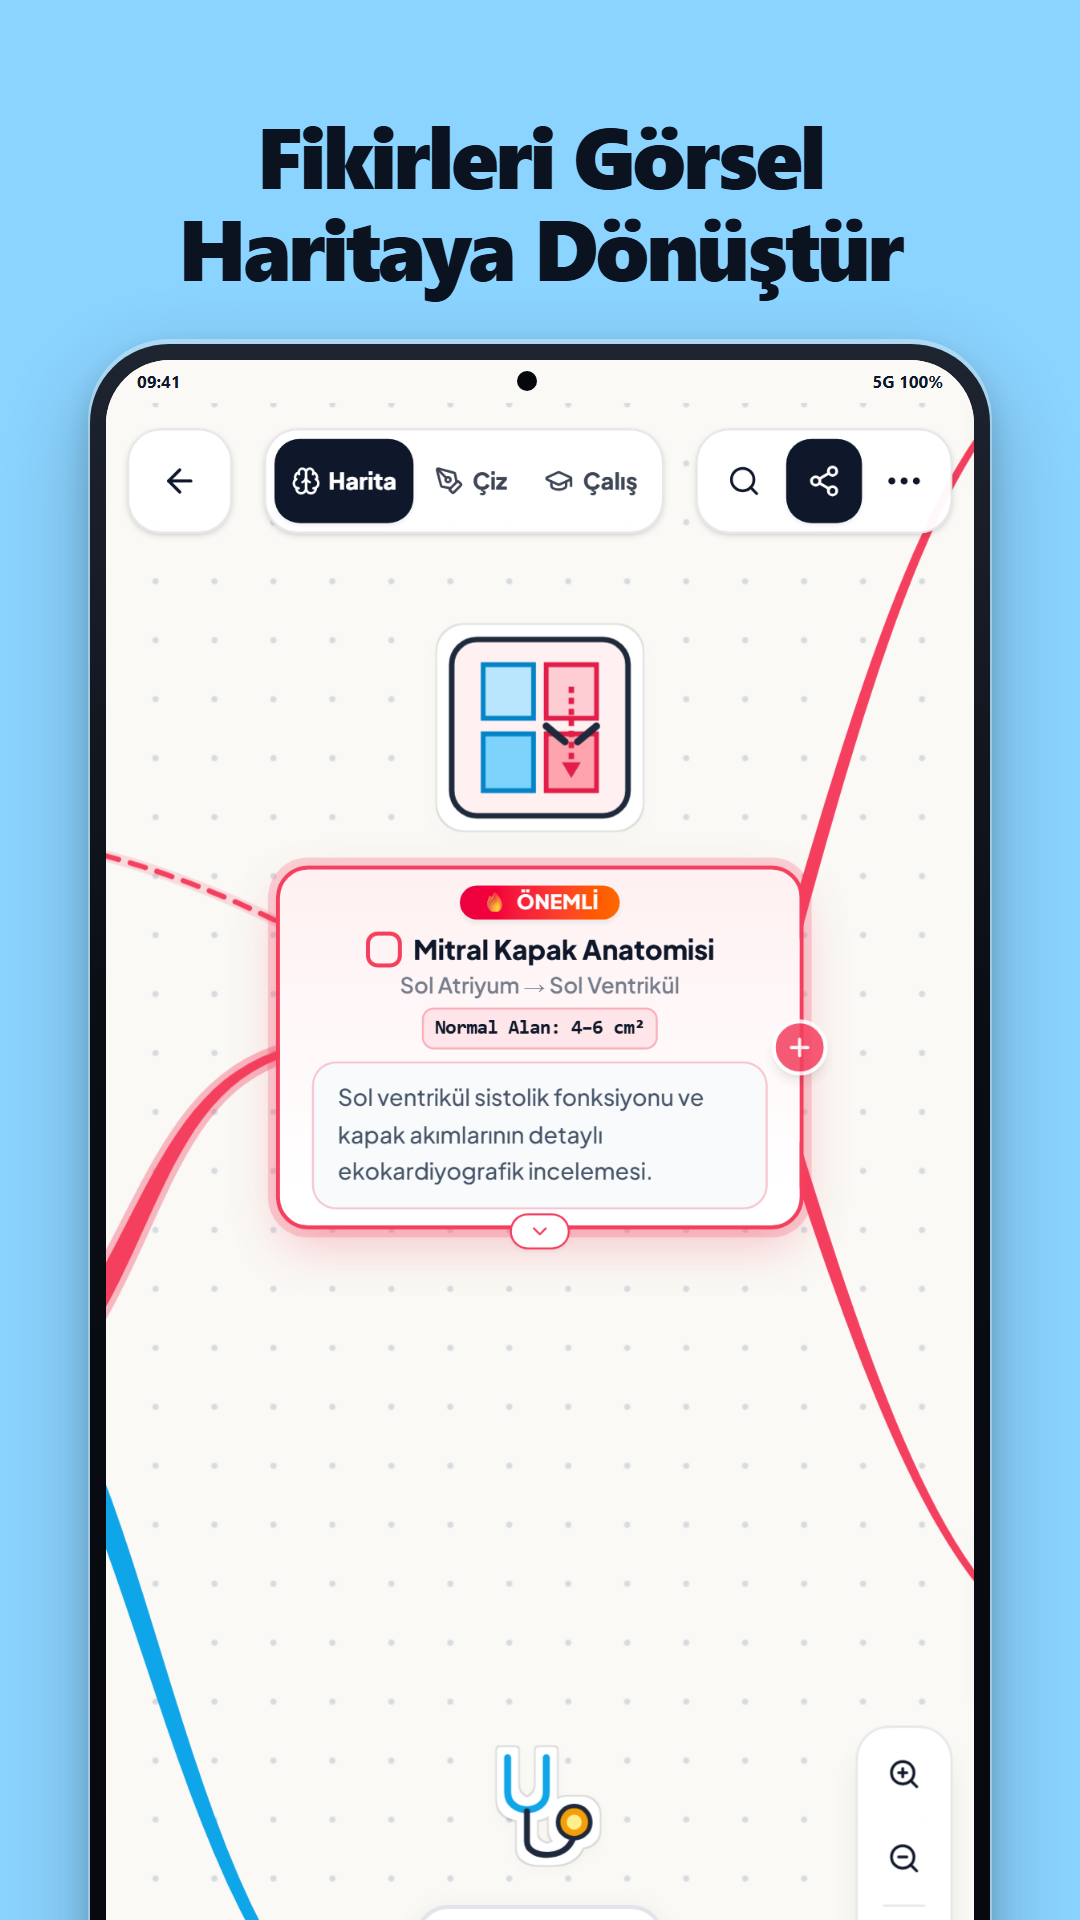 Fikirleri Görsel
Haritaya Dönüştür
09:41
5G 100%
Harita
Çiz
Çalış
ÖNEMLİ
Mitral Kapak Anatomisi
Sol Atriyum → Sol Ventrikül
Normal Alan: 4–6 cm²
Sol ventrikül sistolik fonksiyonu ve
kapak akımlarının detaylı
ekokardiyografik incelemesi.